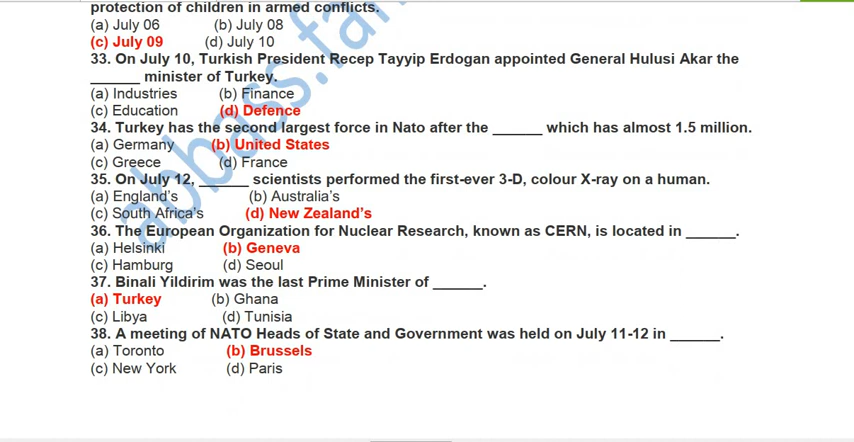 protection of children in armed conflicts.
(a) July 06 (b) July 08
(c) July 09 (d) July 10
33. On July 10, Turkish President Recep Tayyip Erdogan appointed General Hulusi Akar the
______ minister of Turkey.
(a) Industries (b) Finance
(c) Education (d) Defence
34. Turkey has the second largest force in Nato after the ______ which has almost 1.5 million.
(a) Germany (b) United States
(c) Greece (d) France
35. On July 12, ______ scientists performed the first-ever 3-D, colour X-ray on a human.
(a) England's (b) Australia's
(c) South Africa's (d) New Zealand's
36. The European Organization for Nuclear Research, known as CERN, is located in ______.
(a) Helsinki (b) Geneva
(c) Hamburg (d) Seoul
37. Binali Yildirim was the last Prime Minister of ______.
(a) Turkey (b) Ghana
(c) Libya (d) Tunisia
38. A meeting of NATO Heads of State and Government was held on July 11-12 in ______.
(a) Toronto (b) Brussels
(c) New York (d) Paris